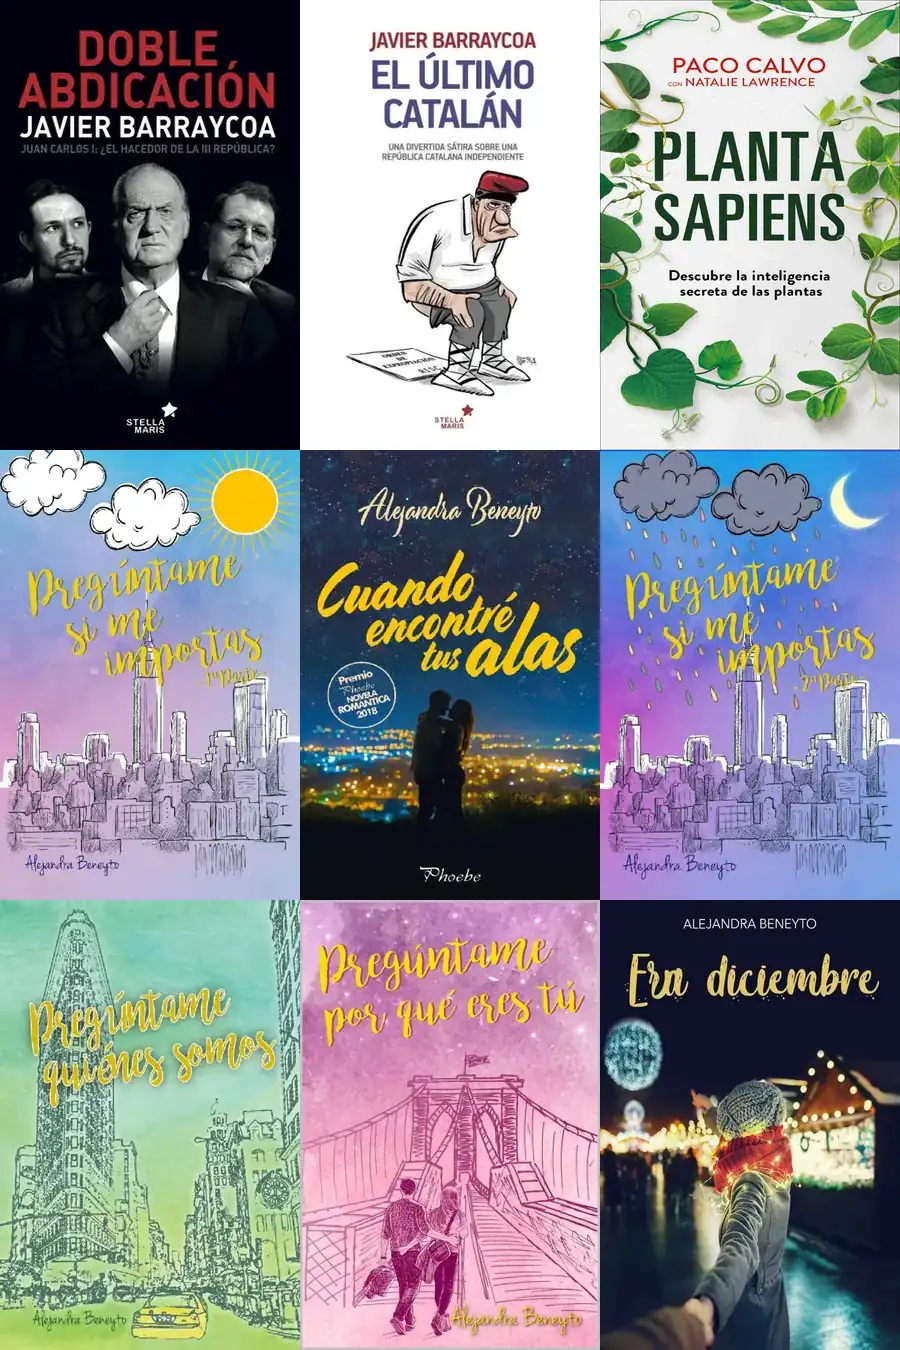 DOBLE
ABDICACIÓN
JAVIER BARRAYCOA
JUAN CARLOS I: ¿EL HACEDOR DE LA III REPÚBLICA?
STELLA
MARIS
JAVIER BARRAYCOA
EL ÚLTIMO
CATALÁN
UNA DIVERTIDA SÁTIRA SOBRE UNA
REPÚBLICA CATALANA INDEPENDIENTE
ORDEN
DE
EXPROPIACIÓN
STELLA
MARIS
PACO CALVO
CON NATALIE LAWRENCE
PLANTA
SAPIENS
Descubre la inteligencia
secreta de las plantas
Pregúntame
si me
importas
1ª Parte
Alejandra Beneyto
Alejandra Beneyto
Cuando
encontré
tus alas
Premio
Phoebe
NOVELA
ROMÁNTICA
2018
Phoebe
Pregúntame
si me
importas
2ª Parte
Alejandra Beneyto
Pregúntame
quiénes somos
Alejandra Beneyto
Pregúntame
por qué eres tú
Alejandra Beneyto
ALEJANDRA BENEYTO
Era diciembre